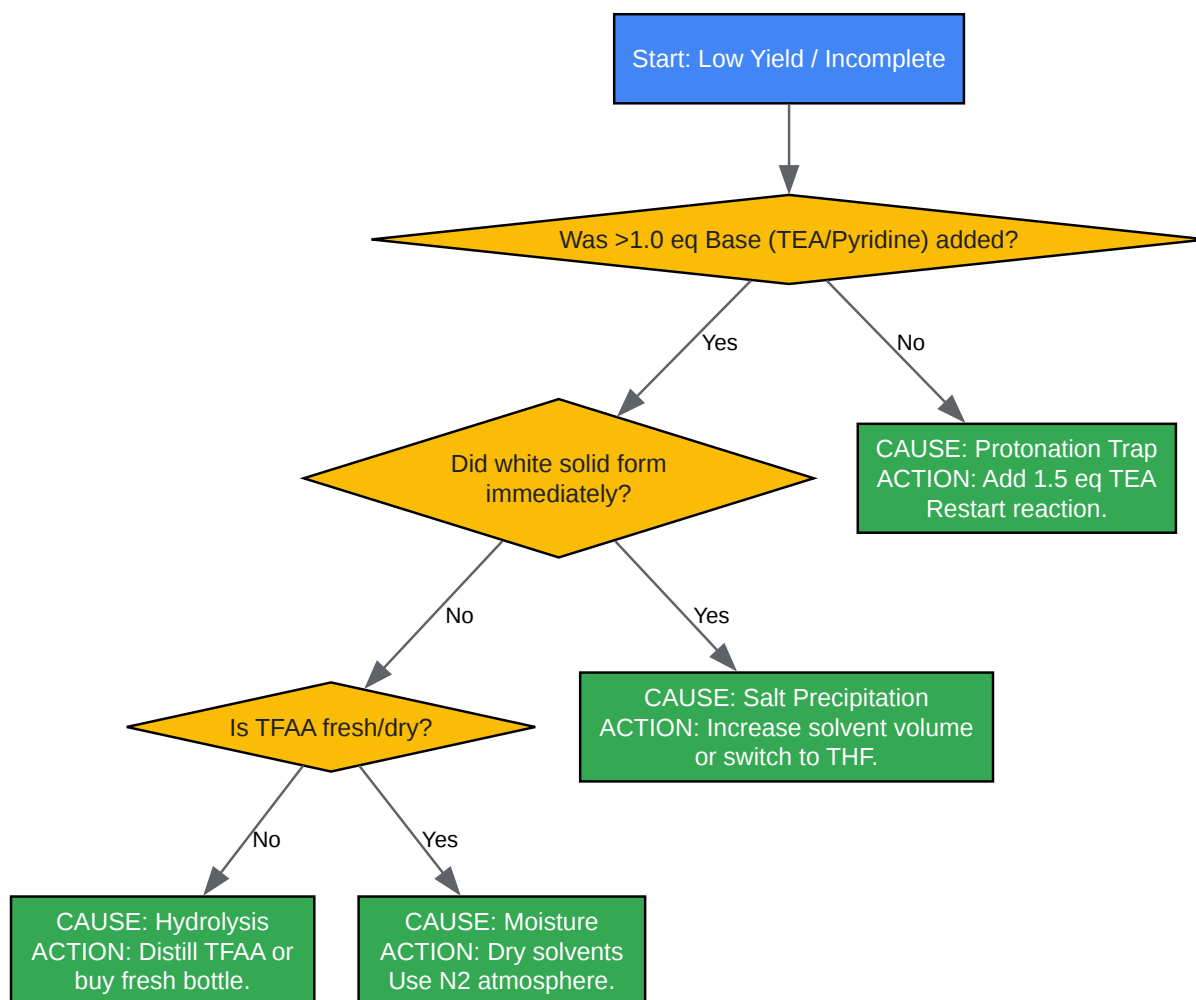 Start: Low Yield / Incomplete
Was >1.0 eq Base (TEA/Pyridine) added?
Yes
No
Did white solid form
immediately?
CAUSE: Protonation Trap
ACTION: Add 1.5 eq TEA
Restart reaction.
No
Yes
Is TFAA fresh/dry?
CAUSE: Salt Precipitation
ACTION: Increase solvent volume
or switch to THF.
No
Yes
CAUSE: Hydrolysis
ACTION: Distill TFAA or
buy fresh bottle.
CAUSE: Moisture
ACTION: Dry solvents
Use N2 atmosphere.